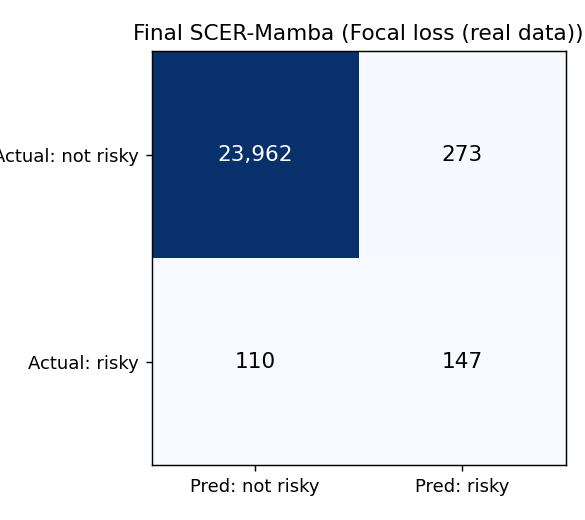 Final SCER-Mamba (Focal loss (real data))
Actual: not risky
23,962
273
Actual: risky
110
147
Pred: not risky
Pred: risky